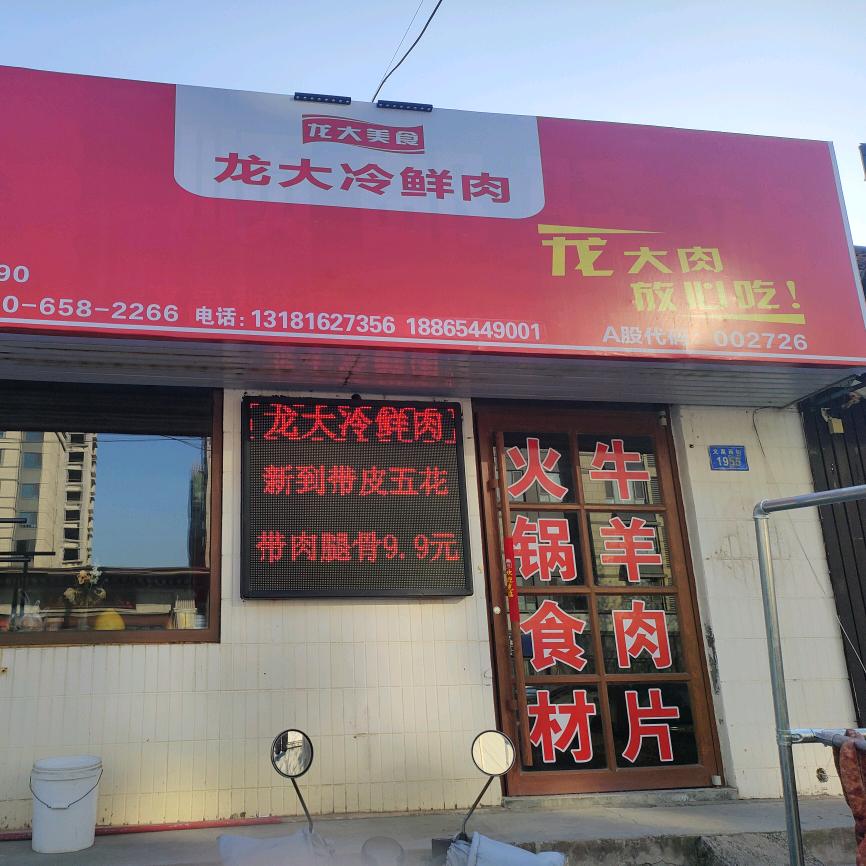 龙大美食
龙大冷鲜肉
龙大肉
放心吃!
90
0-658-2266 电话:13181627356 18865449001
A股代码:002726
龙大冷鲜肉
新到带皮五花
带肉腿骨9.9元
火锅食材
牛羊肉片
1955